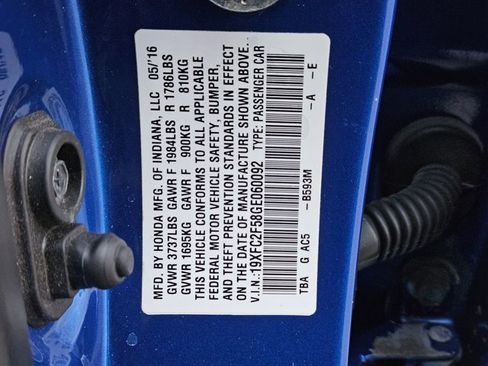 MFD. BY HONDA MFG. OF INDIANA, LLC 05/'16
GVWR 3737LBS GAWR F 1984LBS R 1786LBS
GVWR 1695KG GAWR F 900KG R 810KG
THIS VEHICLE CONFORMS TO ALL APPLICABLE
FEDERAL MOTOR VEHICLE SAFETY, BUMPER,
AND THEFT PREVENTION STANDARDS IN EFFECT
ON THE DATE OF MANUFACTURE SHOWN ABOVE.
V.I.N.: 19XFC2F58GE060092 TYPE: PASSENGER CAR
TBA G AC5 -B593M -A -E